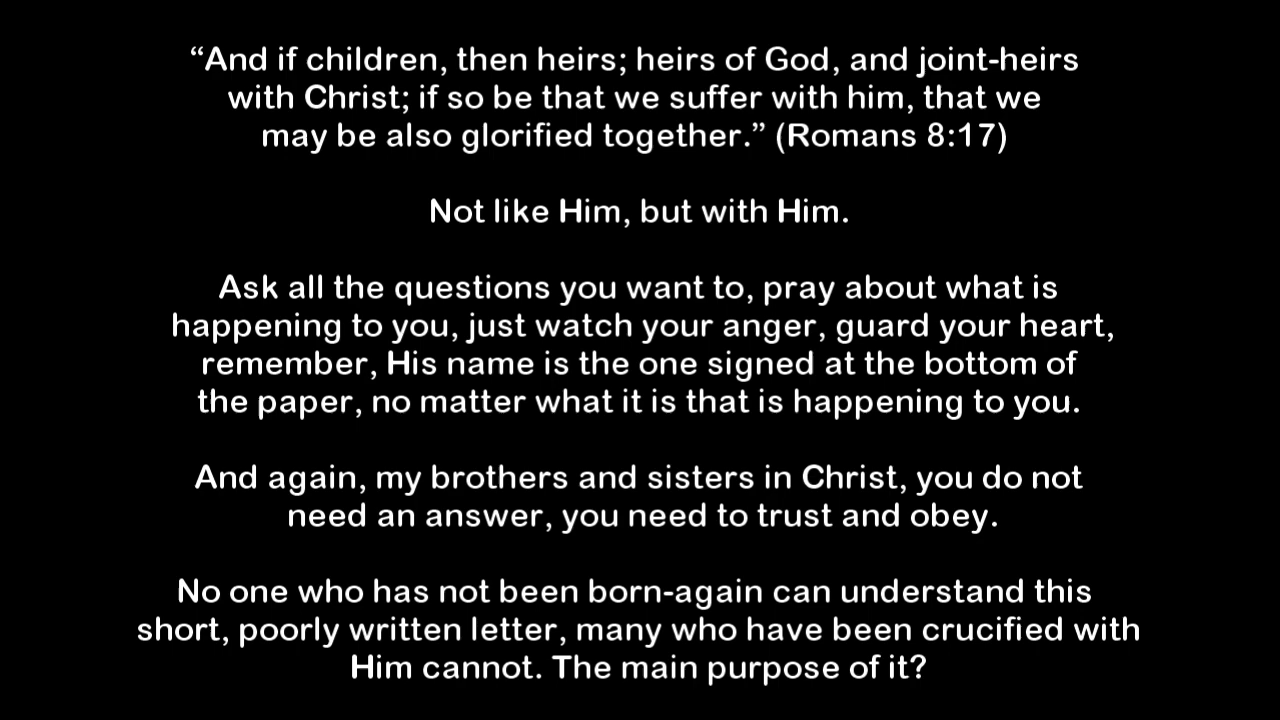 “And if children, then heirs; heirs of God, and joint-heirs
with Christ; if so be that we suffer with him, that we
may be also glorified together.” (Romans 8:17)
Not like Him, but with Him.
Ask all the questions you want to, pray about what is
happening to you, just watch your anger, guard your heart,
remember, His name is the one signed at the bottom of
the paper, no matter what it is that is happening to you.
And again, my brothers and sisters in Christ, you do not
need an answer, you need to trust and obey.
No one who has not been born-again can understand this
short, poorly written letter, many who have been crucified with
Him cannot. The main purpose of it?